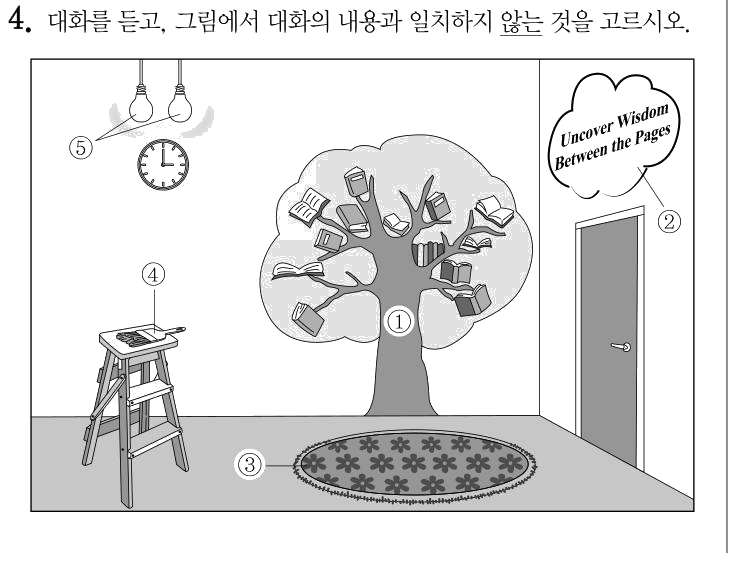 4. 대화를 듣고, 그림에서 대화의 내용과 일치하지 않는 것을 고르시오.
⑤
Uncover Wisdom
Between the Pages
②
④
①
③